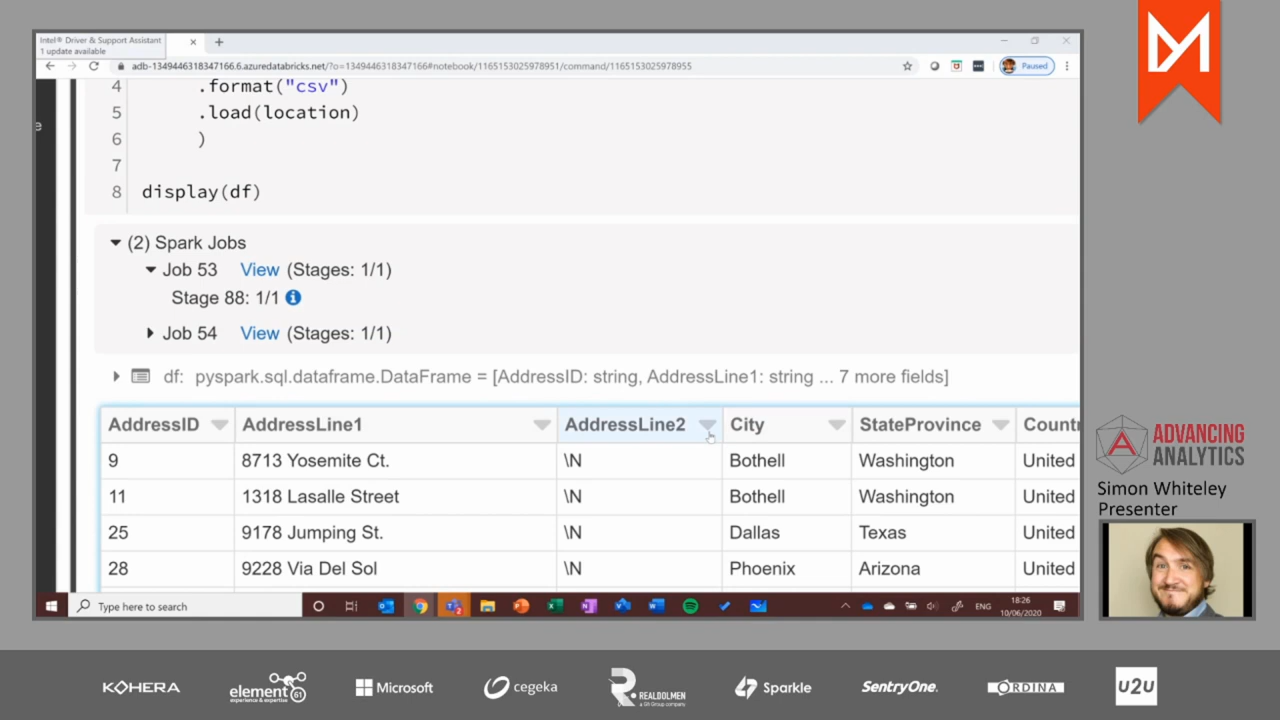 Intel® Driver & Support Assistant
1 update available
adb-1349446318347166.6.azuredatabricks.net/?o=1349446318347166#notebook/1165153025978951/command/1165153025978955
Paused
4 .format("csv")
5 .load(location)
6 )
7
8 display(df)
(2) Spark Jobs
Job 53 View (Stages: 1/1)
Stage 88: 1/1
Job 54 View (Stages: 1/1)
df: pyspark.sql.dataframe.DataFrame = [AddressID: string, AddressLine1: string ... 7 more fields]
AddressID AddressLine1 AddressLine2 City StateProvince Countr
9 8713 Yosemite Ct. \N Bothell Washington United
11 1318 Lasalle Street \N Bothell Washington United
25 9178 Jumping St. \N Dallas Texas United
28 9228 Via Del Sol \N Phoenix Arizona United
Type here to search
ENG
18:26
10/06/2020
ADVANCING
ANALYTICS
Simon Whiteley
Presenter
KOHERA
element61
experience & expertise
Microsoft
cegeka
REALDOLMEN
a Gfi Group company
Sparkle
SentryOne.
ORDINA
U2U